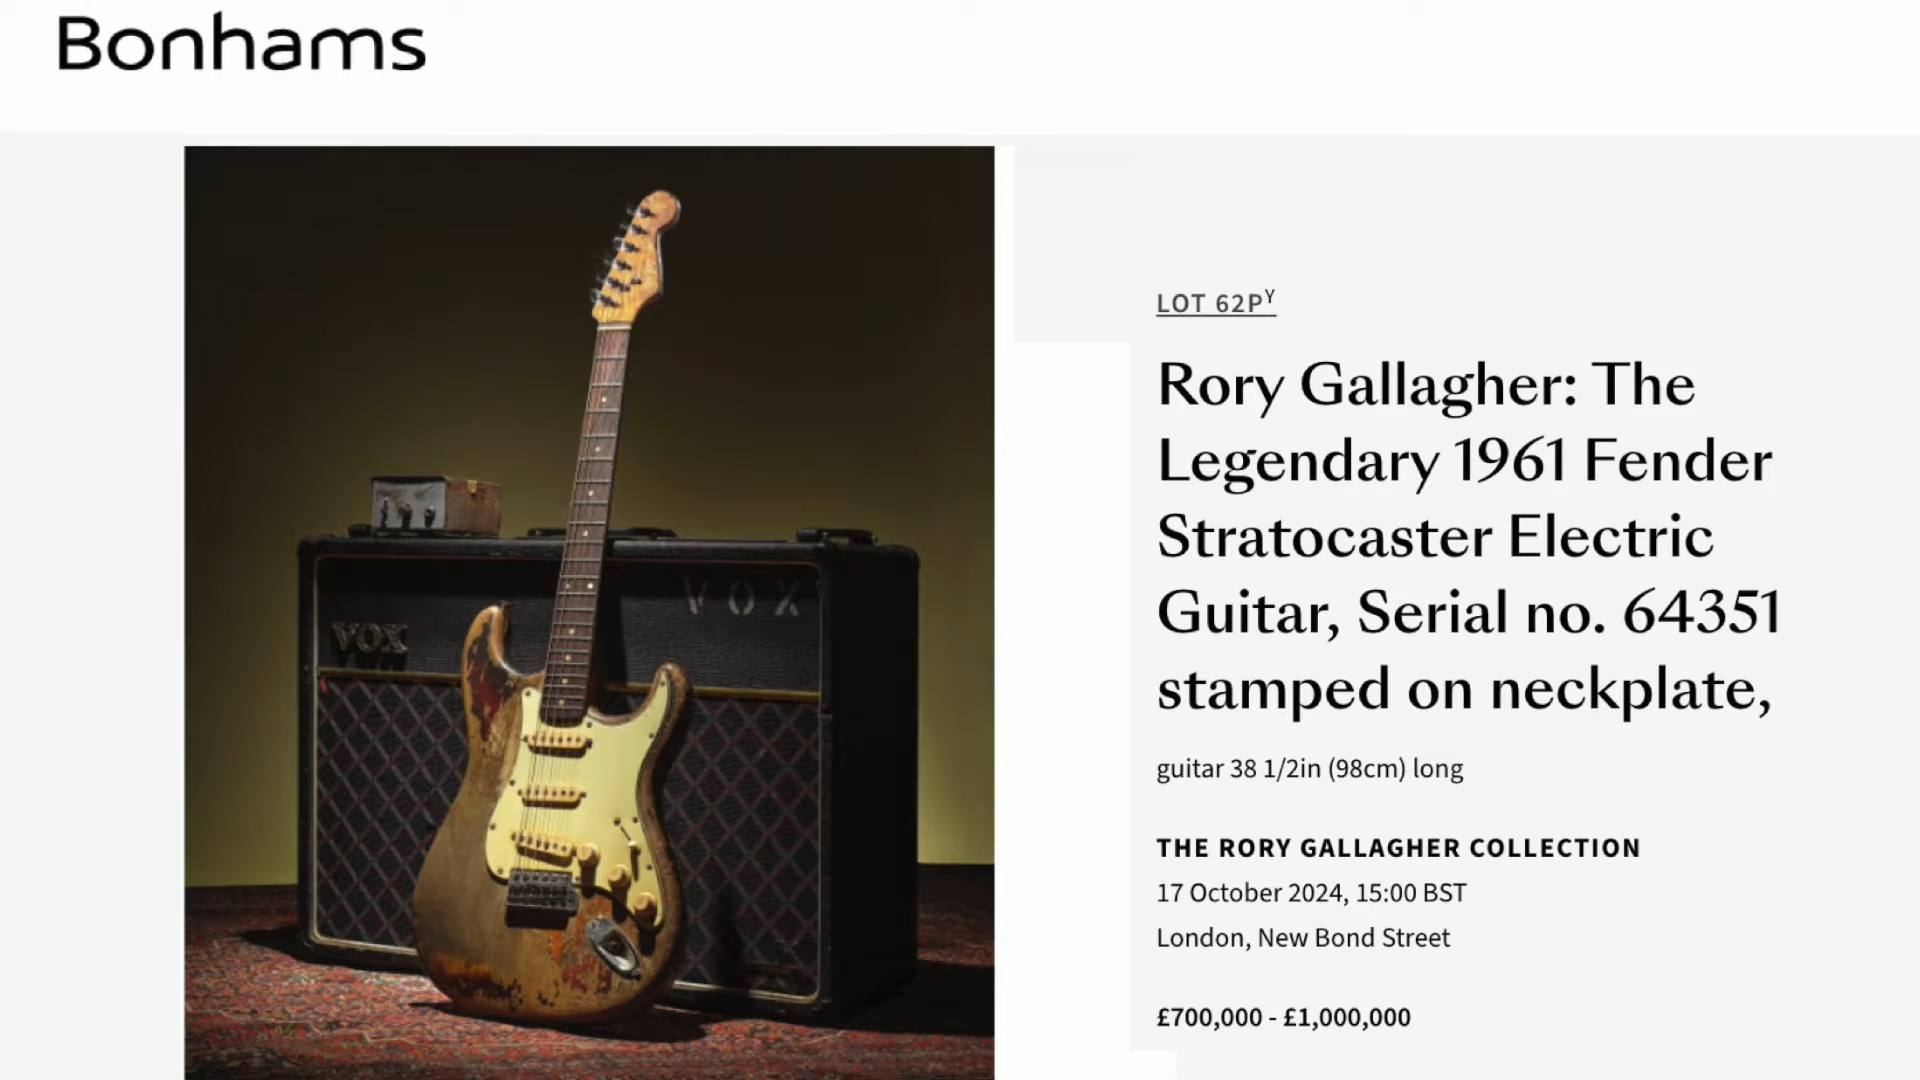 Bonhams
VOX
VOX
LOT 62PY
Rory Gallagher: The
Legendary 1961 Fender
Stratocaster Electric
Guitar, Serial no. 64351
stamped on neckplate,
guitar 38 1/2in (98cm) long
THE RORY GALLAGHER COLLECTION
17 October 2024, 15:00 BST
London, New Bond Street
£700,000 - £1,000,000